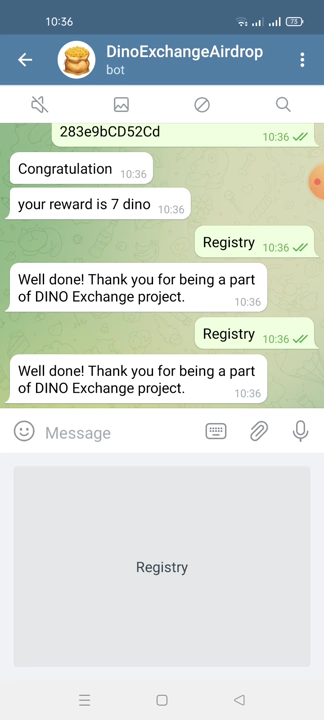 10:36
73
DinoExchangeAirdrop
bot
283e9bCD52Cd
10:36
Congratulation 10:36
your reward is 7 dino 10:36
Registry 10:36
Well done! Thank you for being a part
of DINO Exchange project.
10:36
Registry 10:36
Well done! Thank you for being a part
of DINO Exchange project.
10:36
Message
Registry